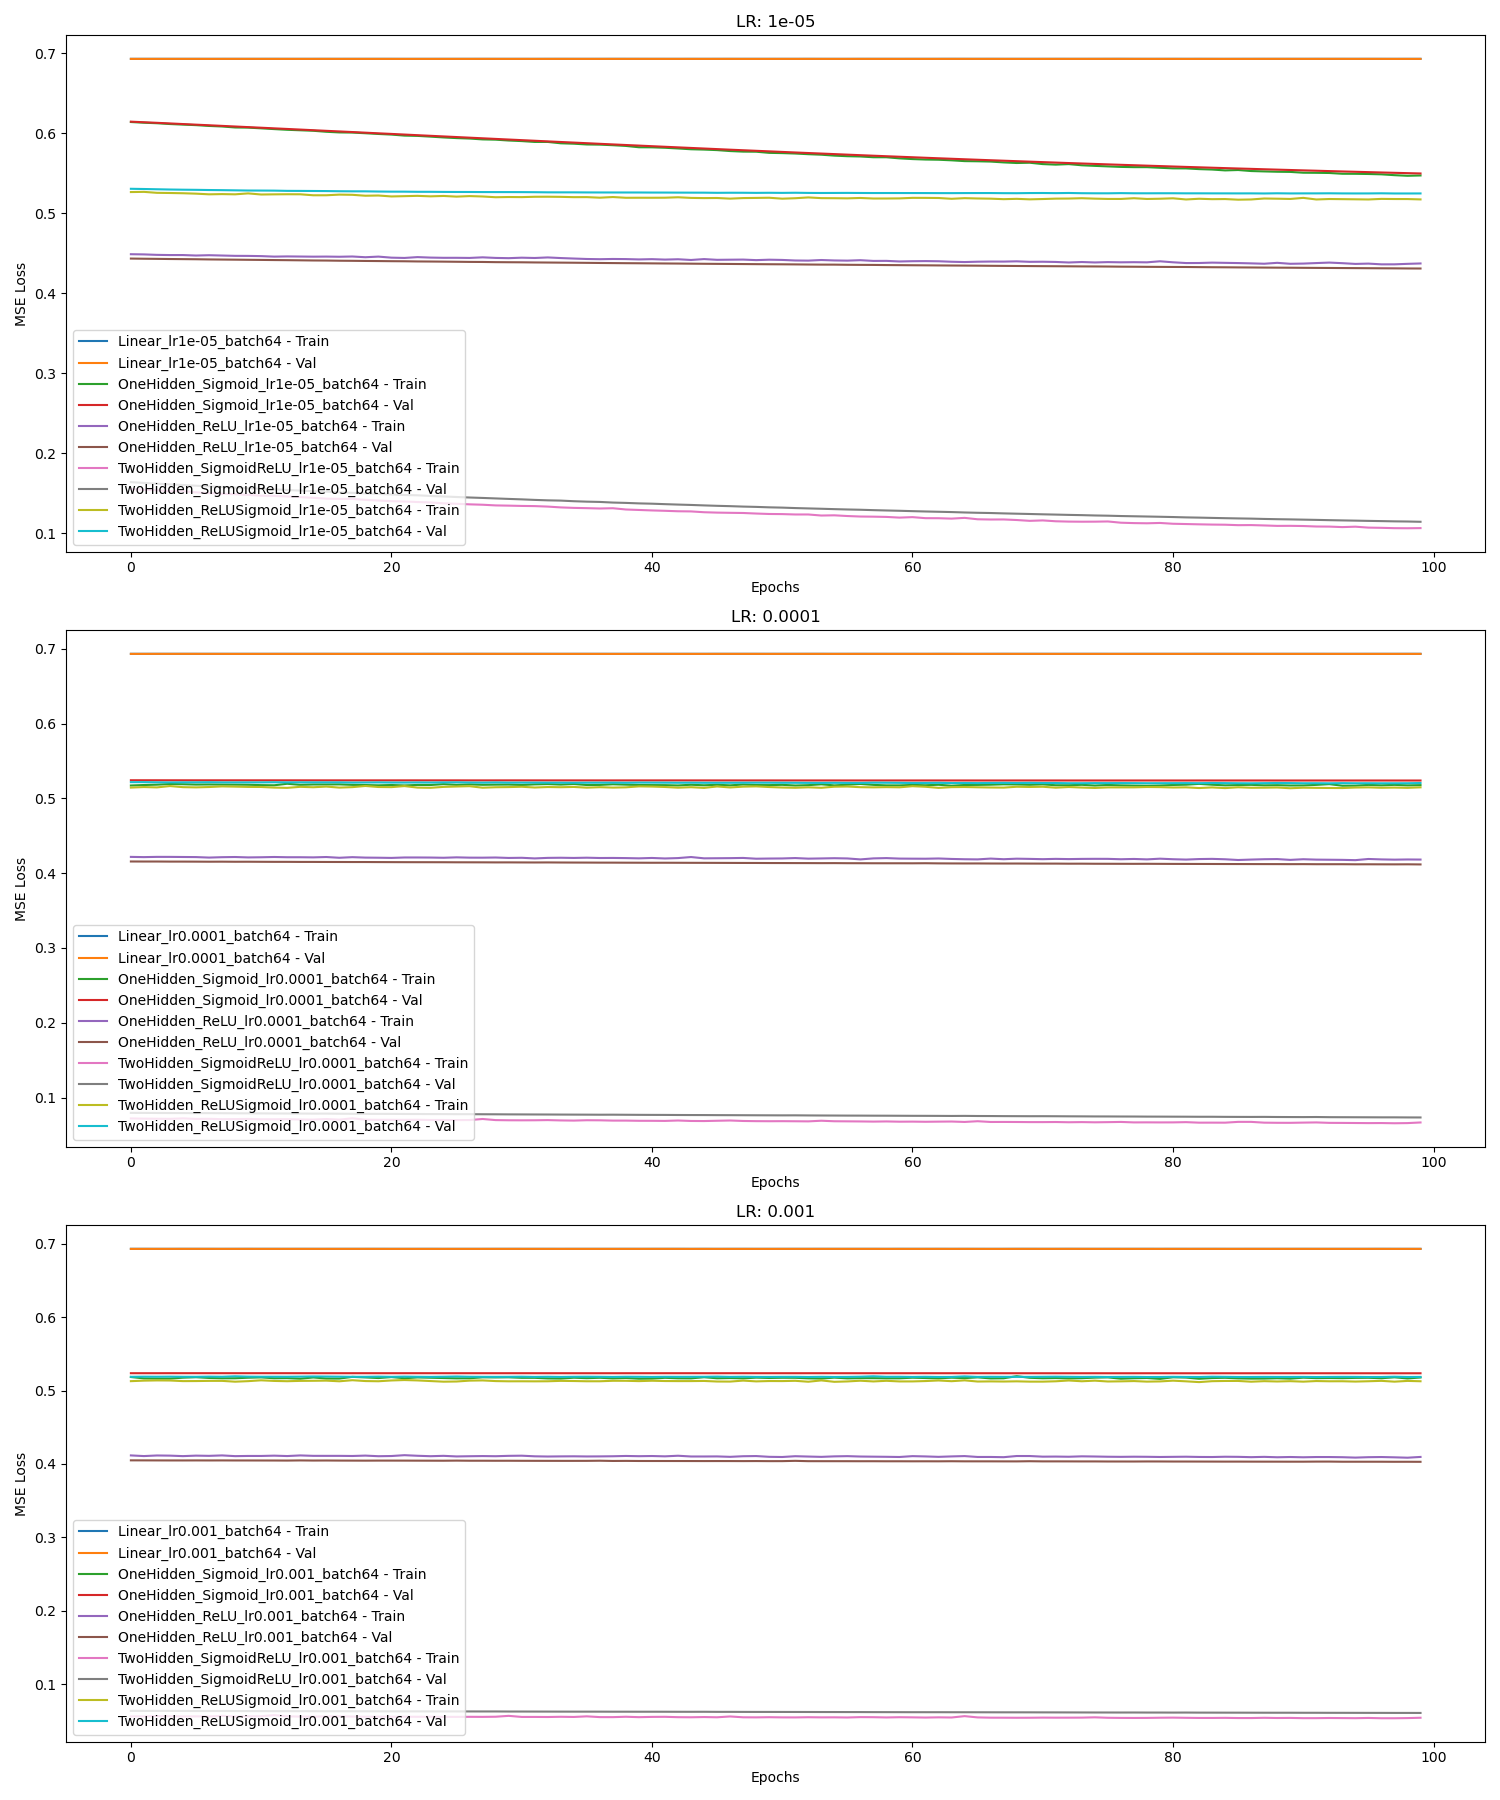 LR: 1e-05
0.7
0.6
0.5
0.4
0.3
0.2
0.1
MSE Loss
Linear_lr1e-05_batch64 - Train
Linear_lr1e-05_batch64 - Val
OneHidden_Sigmoid_lr1e-05_batch64 - Train
OneHidden_Sigmoid_lr1e-05_batch64 - Val
OneHidden_ReLU_lr1e-05_batch64 - Train
OneHidden_ReLU_lr1e-05_batch64 - Val
TwoHidden_SigmoidReLU_lr1e-05_batch64 - Train
TwoHidden_SigmoidReLU_lr1e-05_batch64 - Val
TwoHidden_ReLUSigmoid_lr1e-05_batch64 - Train
TwoHidden_ReLUSigmoid_lr1e-05_batch64 - Val
0 20 40 60 80 100
Epochs
LR: 0.0001
0.7
0.6
0.5
0.4
0.3
0.2
0.1
MSE Loss
Linear_lr0.0001_batch64 - Train
Linear_lr0.0001_batch64 - Val
OneHidden_Sigmoid_lr0.0001_batch64 - Train
OneHidden_Sigmoid_lr0.0001_batch64 - Val
OneHidden_ReLU_lr0.0001_batch64 - Train
OneHidden_ReLU_lr0.0001_batch64 - Val
TwoHidden_SigmoidReLU_lr0.0001_batch64 - Train
TwoHidden_SigmoidReLU_lr0.0001_batch64 - Val
TwoHidden_ReLUSigmoid_lr0.0001_batch64 - Train
TwoHidden_ReLUSigmoid_lr0.0001_batch64 - Val
0 20 40 60 80 100
Epochs
LR: 0.001
0.7
0.6
0.5
0.4
0.3
0.2
0.1
MSE Loss
Linear_lr0.001_batch64 - Train
Linear_lr0.001_batch64 - Val
OneHidden_Sigmoid_lr0.001_batch64 - Train
OneHidden_Sigmoid_lr0.001_batch64 - Val
OneHidden_ReLU_lr0.001_batch64 - Train
OneHidden_ReLU_lr0.001_batch64 - Val
TwoHidden_SigmoidReLU_lr0.001_batch64 - Train
TwoHidden_SigmoidReLU_lr0.001_batch64 - Val
TwoHidden_ReLUSigmoid_lr0.001_batch64 - Train
TwoHidden_ReLUSigmoid_lr0.001_batch64 - Val
0 20 40 60 80 100
Epochs